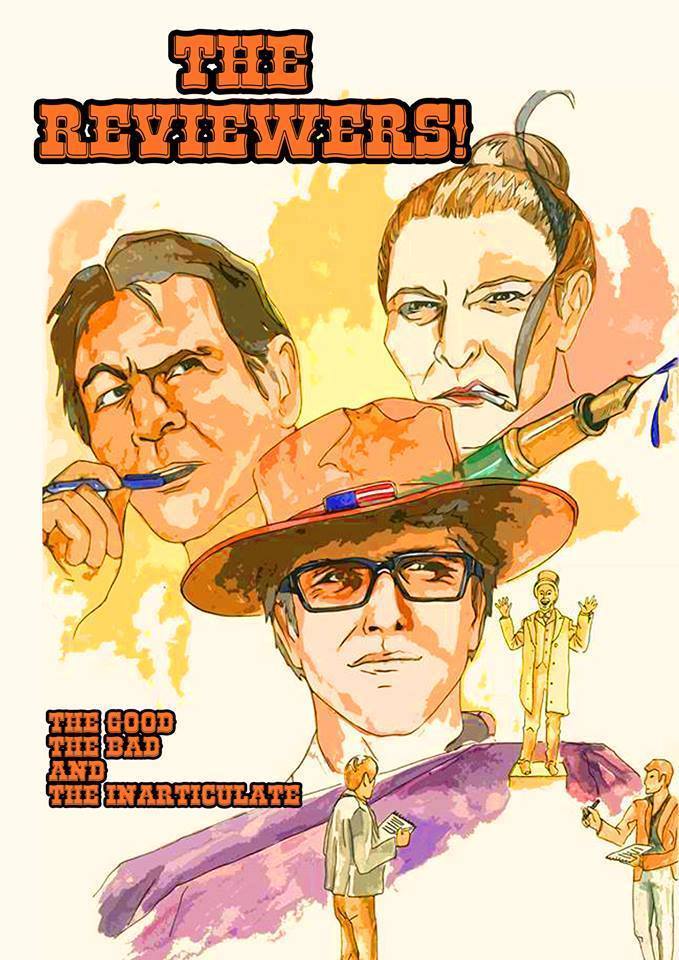 THE
REVIEWERS!
THE GOOD
THE BAD
AND
THE INARTICULATE